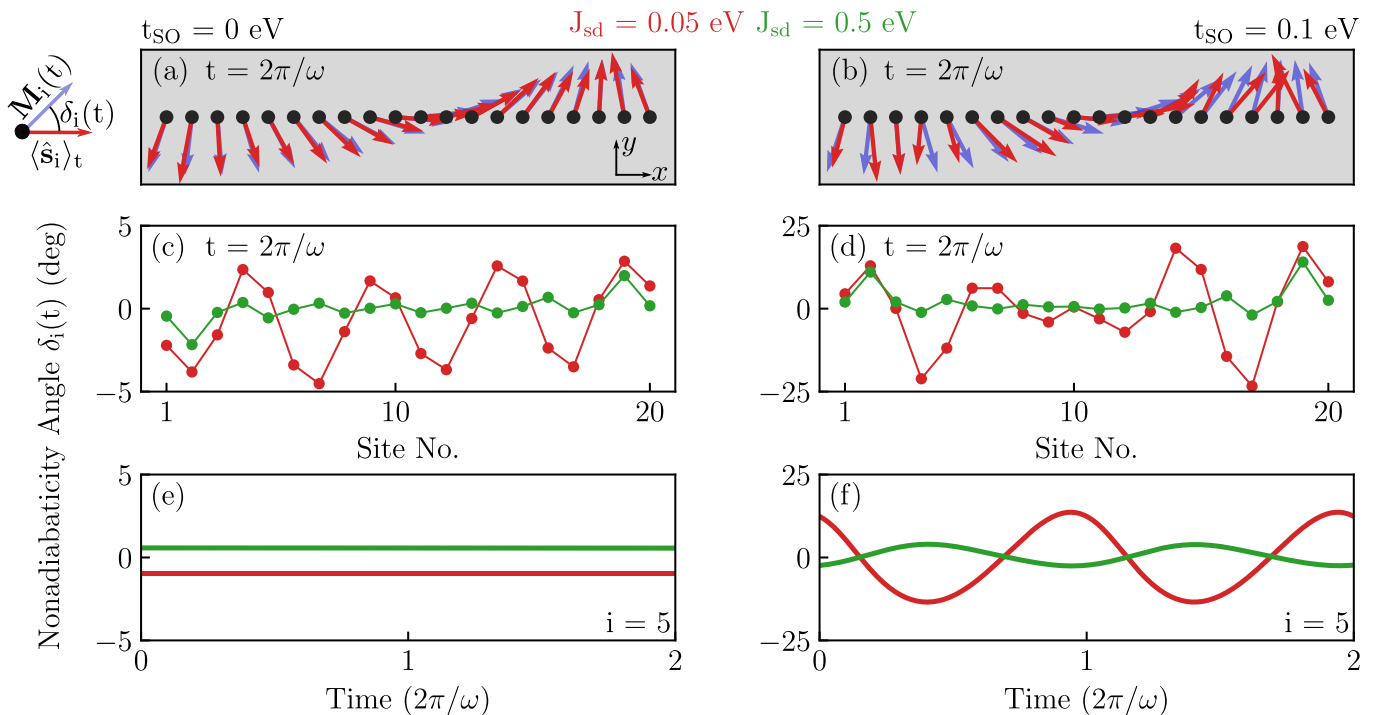 t_SO = 0 eV
J_sd = 0.05 eV J_sd = 0.5 eV
t_SO = 0.1 eV
M_i(t)
δ_i(t)
⟨ŝ_i⟩_t
(a) t = 2π/ω
y
x
(b) t = 2π/ω
Nonadiabaticity Angle δ_i(t) (deg)
5
0
−5
(c) t = 2π/ω
1
10
20
Site No.
25
0
−25
(d) t = 2π/ω
1
10
20
Site No.
5
0
−5
(e)
i = 5
0
1
2
Time (2π/ω)
25
0
−25
(f)
i = 5
0
1
2
Time (2π/ω)